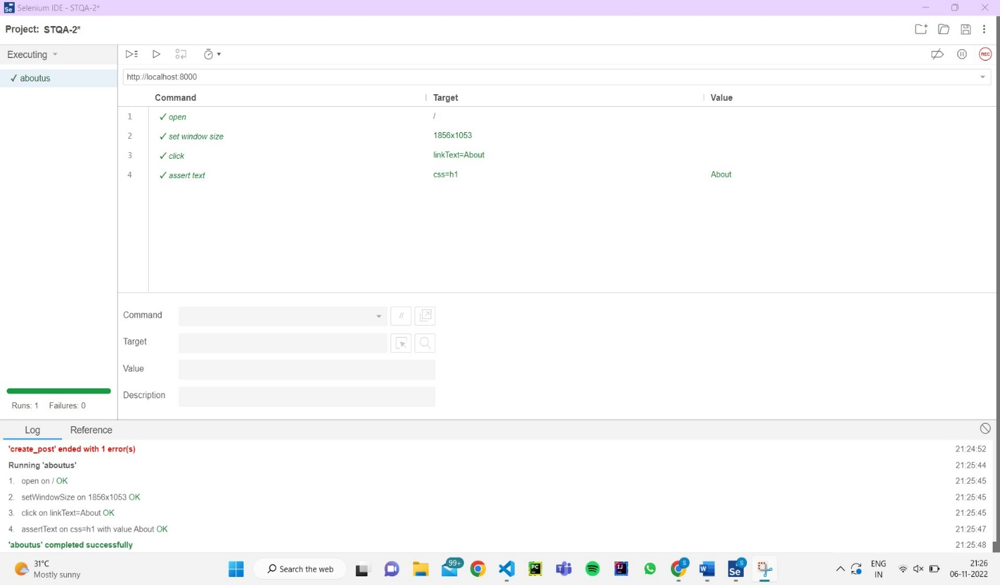 Selenium IDE - STQA-2*
Project: STQA-2*
Executing
✓ aboutus
REC
http://localhost:8000
Command Target Value
1 ✓ open /
2 ✓ set window size 1856x1053
3 ✓ click linkText=About
4 ✓ assert text css=h1 About
Command //
Target
Value
Description
Runs: 1 Failures: 0
Log Reference
'create_post' ended with 1 error(s) 21:24:52
Running 'aboutus' 21:25:44
1. open on / OK 21:25:45
2. setWindowSize on 1856x1053 OK 21:25:45
3. click on linkText=About OK 21:25:45
4. assertText on css=h1 with value About OK 21:25:47
'aboutus' completed successfully 21:25:48
31°C
Mostly sunny
Search the web
99+
PC
IJ
S
W
Se
S
ENG
IN
21:26
06-11-2022